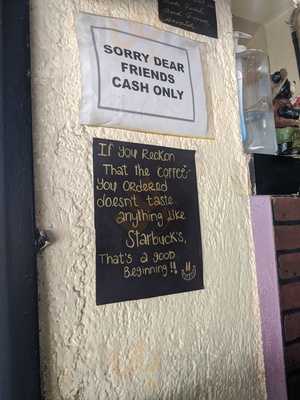 SORRY DEAR
FRIENDS
CASH ONLY
If You Reckon
That the coffee
You ordered
doesn't taste
anything like
Starbuck's,
That's a good
Beginning!!